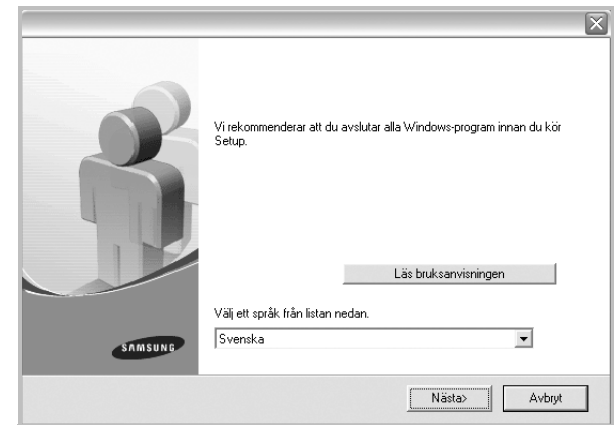 Vi rekommenderar att du avslutar alla Windows-program innan du kör
Setup.
Läs bruksanvisningen
Välj ett språk från listan nedan.
Svenska
SAMSUNG
Nästa>
Avbryt